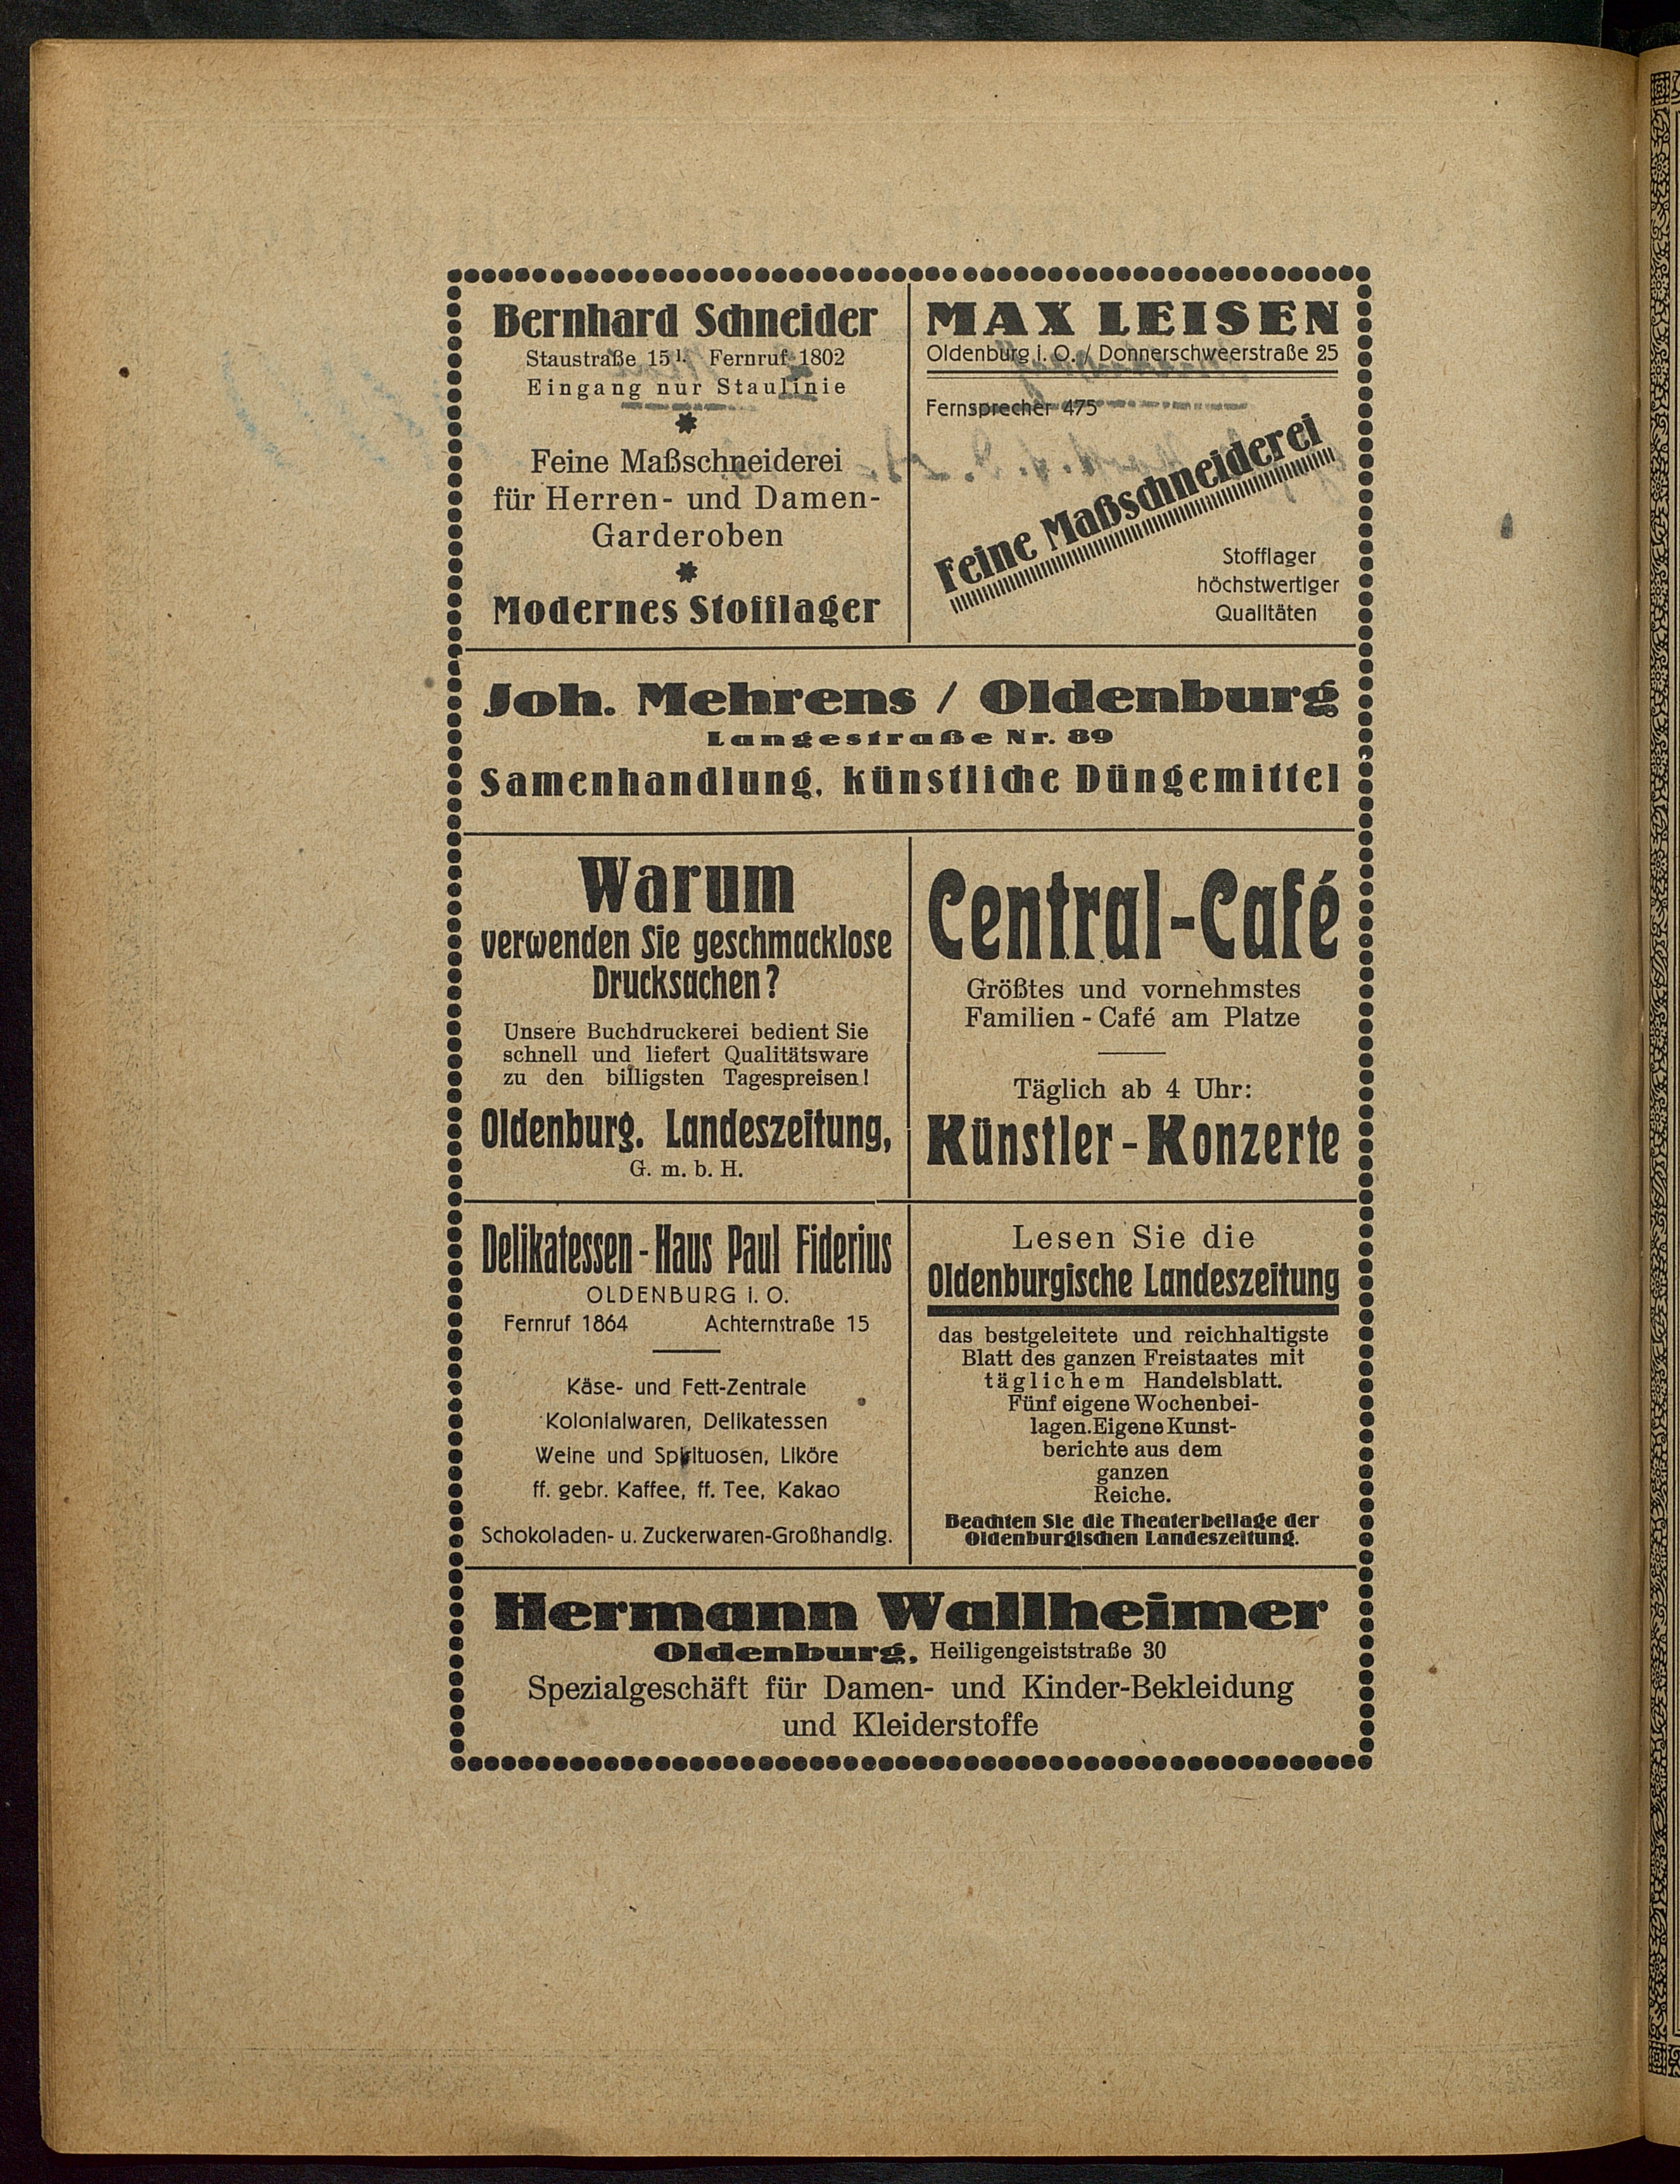 Bernhard Schneider
Staustraße 15 I. Fernruf 1802
Eingang nur Staulinie
Feine Maßschneiderei
für Herren- und Damen-
Garderoben
Modernes Stofflager
MAX LEISEN
Oldenburg i. O. / Donnerschweerstraße 25
Fernsprecher 475
Feine Maßschneiderei
Stofflager
höchstwertiger
Qualitäten
Joh. Mehrens / Oldenburg
Langestraße Nr. 89
Samenhandlung, künstliche Düngemittel
Warum
verwenden Sie geschmacklose
Drucksachen?
Unsere Buchdruckerei bedient Sie
schnell und liefert Qualitätsware
zu den billigsten Tagespreisen!
Oldenburg. Landeszeitung,
G. m. b. H.
Central-Café
Größtes und vornehmstes
Familien-Café am Platze
Täglich ab 4 Uhr:
Künstler-Konzerte
Delikatessen-Haus Paul Fiderius
OLDENBURG i. O.
Fernruf 1864 Achternstraße 15
Käse- und Fett-Zentrale
Kolonialwaren, Delikatessen
Weine und Spirituosen, Liköre
ff. gebr. Kaffee, ff. Tee, Kakao
Schokoladen- u. Zuckerwaren-Großhandlg.
Lesen Sie die
Oldenburgische Landeszeitung
das bestgeleitete und reichhaltigste
Blatt des ganzen Freistaates mit
täglichem Handelsblatt.
Fünf eigene Wochenbei-
lagen. Eigene Kunst-
berichte aus dem
ganzen
Reiche.
Beachten Sie die Theaterbeilage der
Oldenburgischen Landeszeitung.
Hermann Wallheimer
Oldenburg, Heiligengeiststraße 30
Spezialgeschäft für Damen- und Kinder-Bekleidung
und Kleiderstoffe